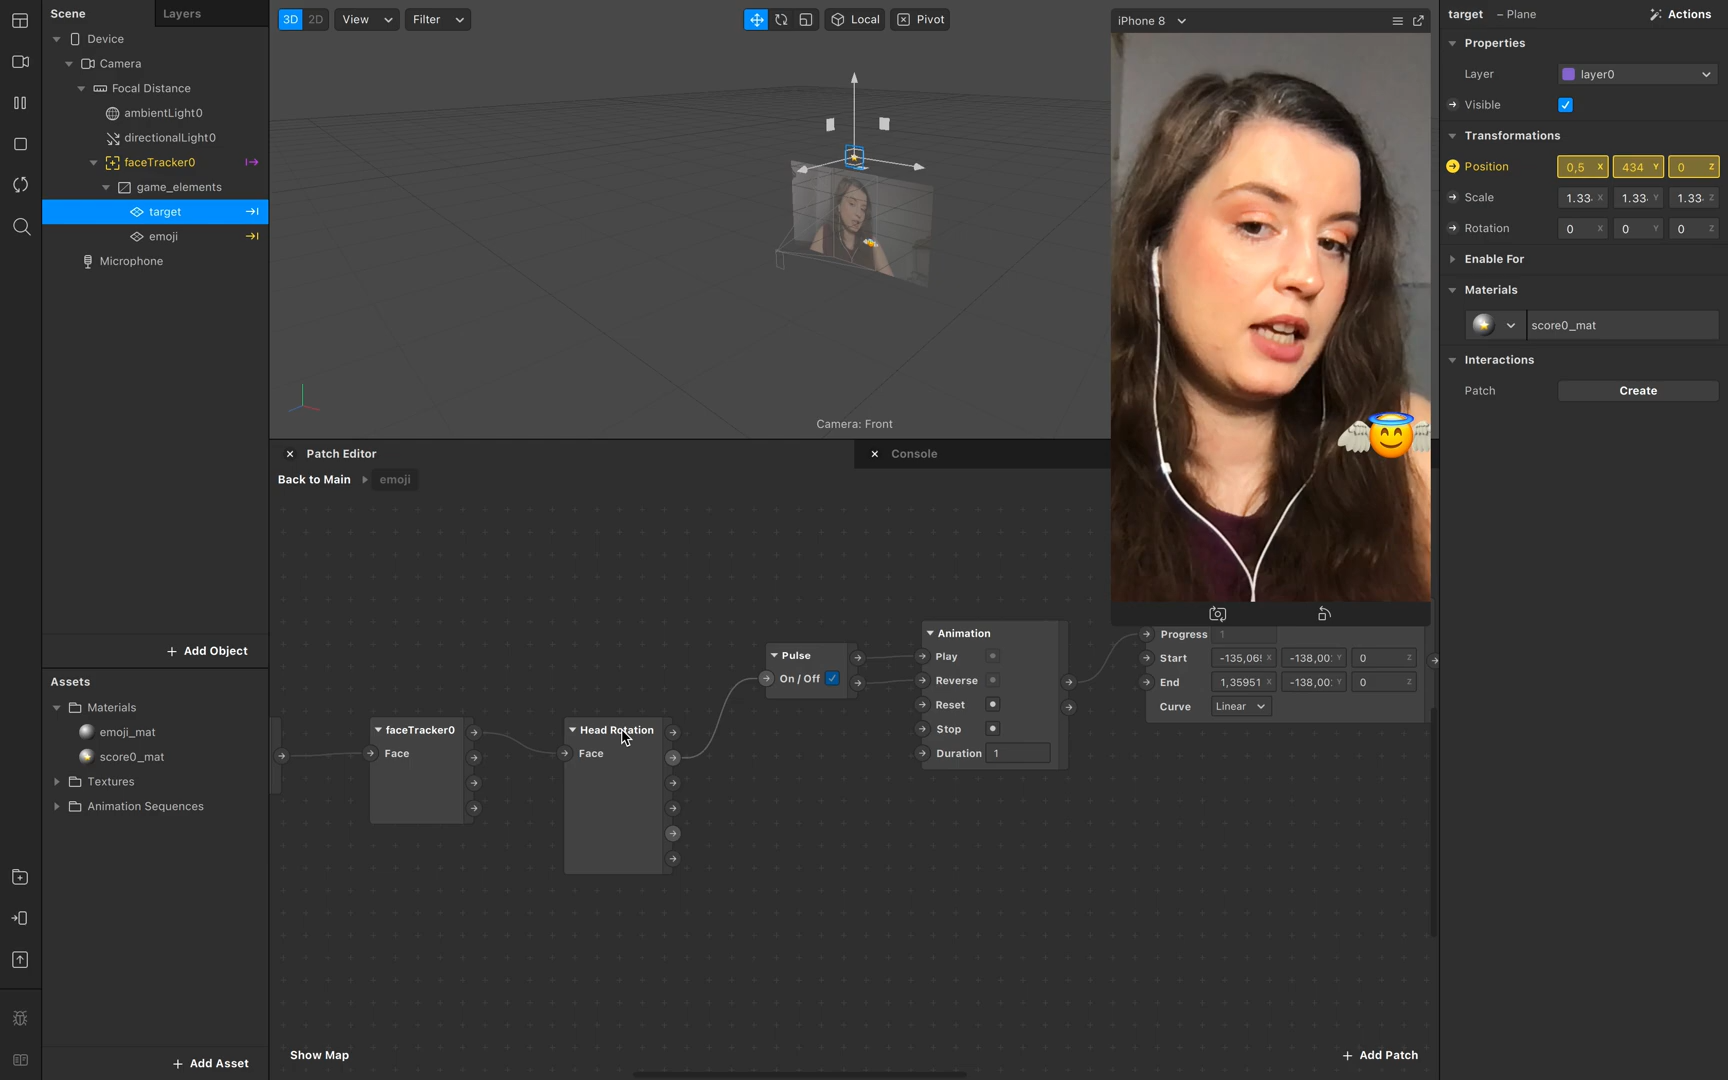 Scene
Layers
Device
Camera
Focal Distance
ambientLight0
directionalLight0
faceTracker0
game_elements
target
emoji
Microphone
+ Add Object
Assets
Materials
emoji_mat
score0_mat
Textures
Animation Sequences
+ Add Asset
3D 2D View Filter Local Pivot
Camera: Front
Patch Editor
Console
Back to Main
emoji
faceTracker0
Face
Head Rotation
Face
Pulse
On / Off
Animation
Play
Reverse
Reset
Stop
Duration 1
Progress 1
Start -135,06 X -138,00 Y 0 Z
End 1,35951 X -138,00 Y 0 Z
Curve Linear
Show Map
+ Add Patch
iPhone 8
target – Plane
Actions
Properties
Layer layer0
Visible
Transformations
Position 0,5 X 434 Y 0 Z
Scale 1.33 X 1.33 Y 1.33 Z
Rotation 0 X 0 Y 0 Z
Enable For
Materials
score0_mat
Interactions
Patch Create